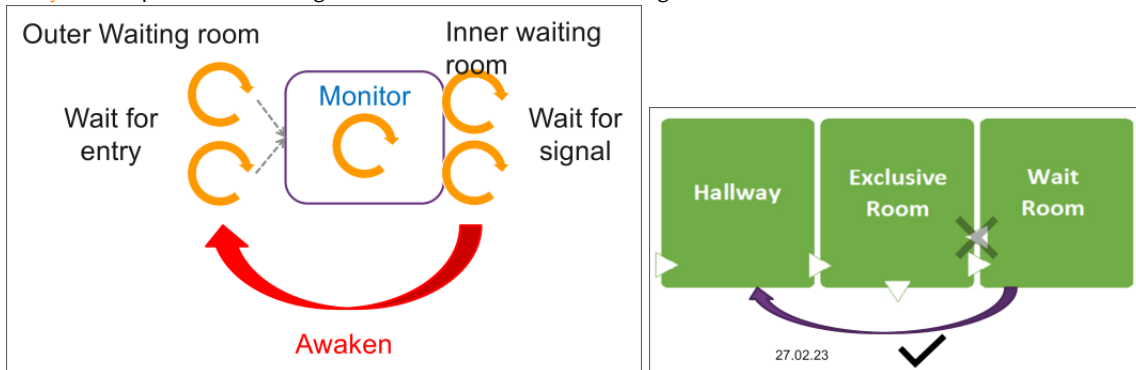 Outer Waiting room
Inner waiting
room
Monitor
Wait for
entry
Wait for
signal
Awaken
Hallway
Exclusive
Room
Wait
Room
27.02.23